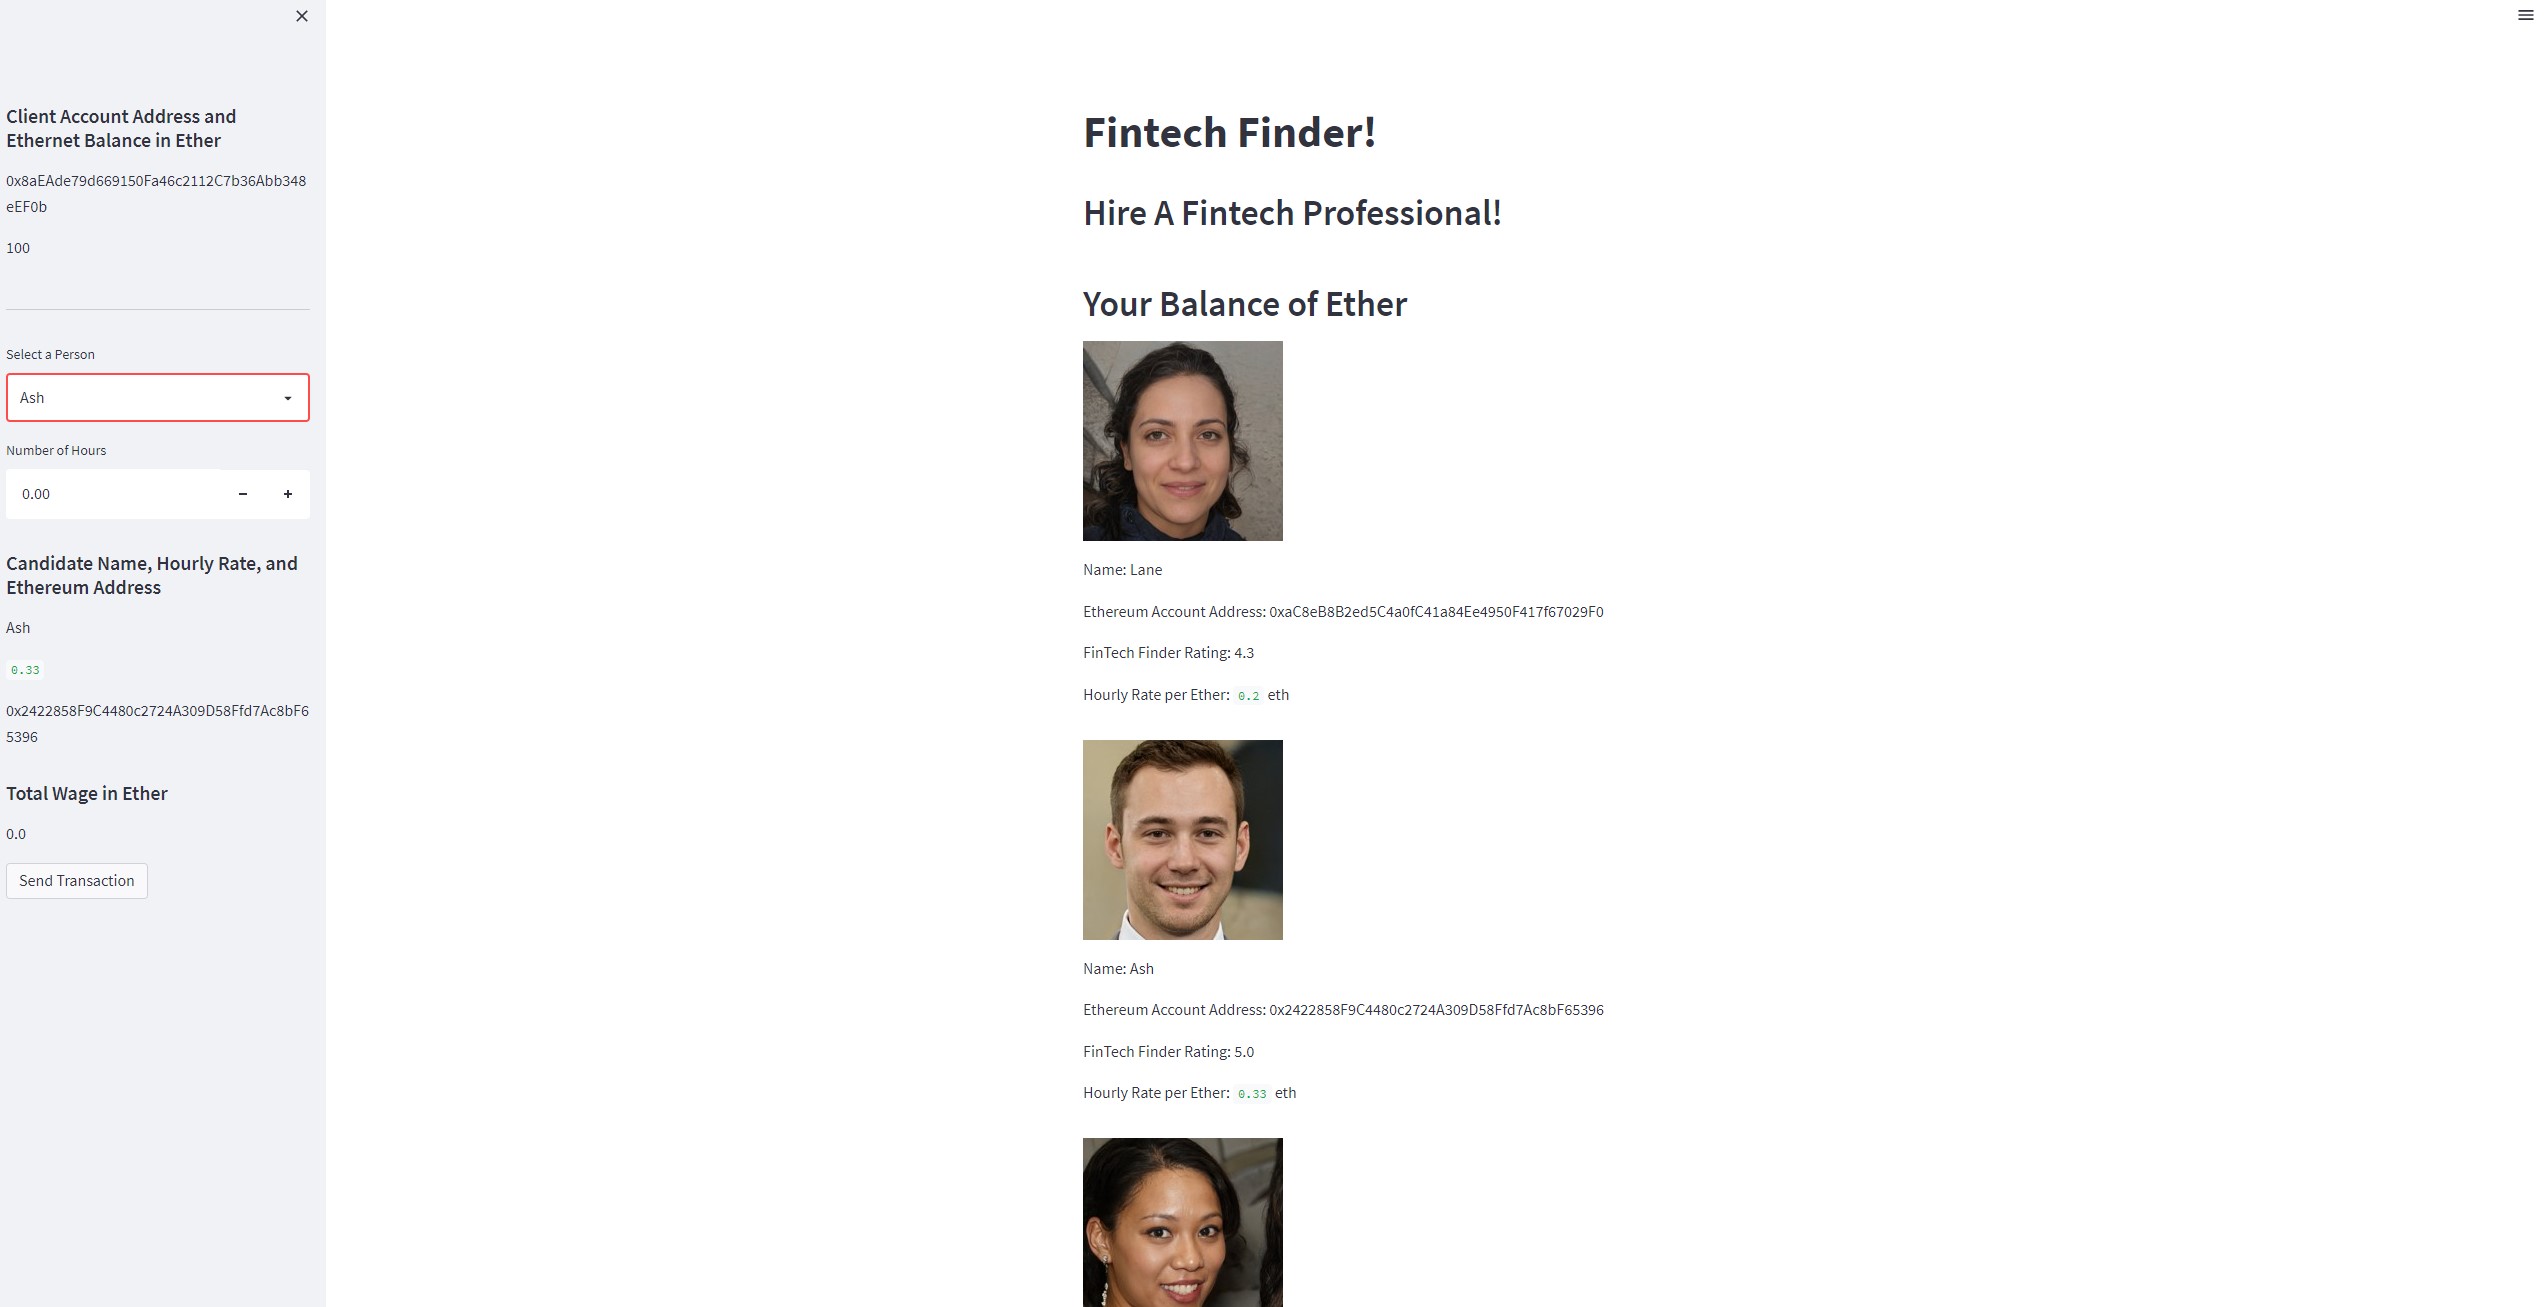 Client Account Address and
Ethernet Balance in Ether
0x8aEAde79d669150Fa46c2112C7b36Abb348
eEF0b
100
Select a Person
Ash
Number of Hours
0.00
Candidate Name, Hourly Rate, and
Ethereum Address
Ash
0.33
0x2422858F9C4480c2724A309D58Ffd7Ac8bF6
5396
Total Wage in Ether
0.0
Send Transaction
Fintech Finder!
Hire A Fintech Professional!
Your Balance of Ether
Name: Lane
Ethereum Account Address: 0xaC8eB8B2ed5C4a0fC41a84Ee4950F417f67029F0
FinTech Finder Rating: 4.3
Hourly Rate per Ether: 0.2 eth
Name: Ash
Ethereum Account Address: 0x2422858F9C4480c2724A309D58Ffd7Ac8bF65396
FinTech Finder Rating: 5.0
Hourly Rate per Ether: 0.33 eth